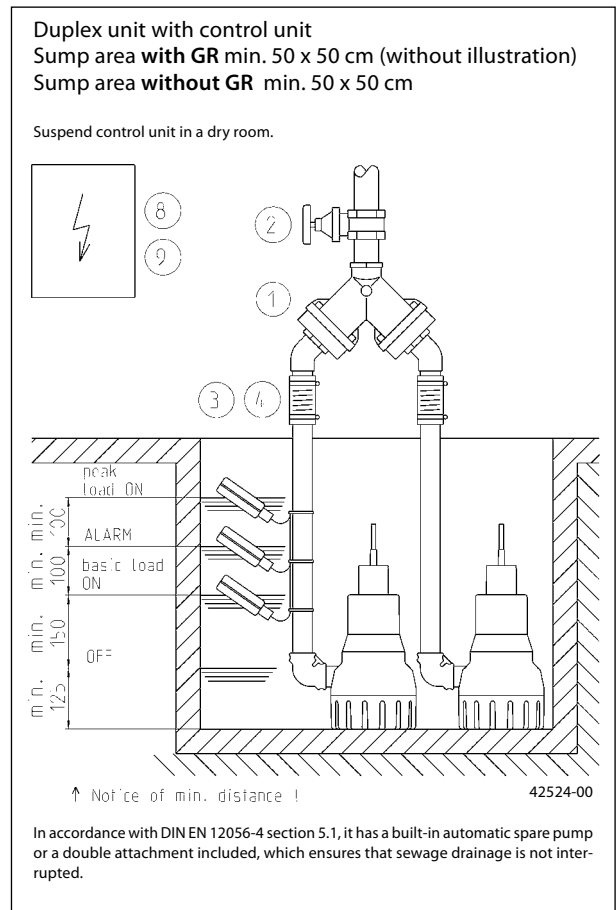 Duplex unit with control unit
Sump area with GR min. 50 x 50 cm (without illustration)
Sump area without GR min. 50 x 50 cm
Suspend control unit in a dry room.
8
9
2
1
3 4
peak
load ON
min. 100
ALARM
min. 100
basic load
ON
min. 150
OFF
min. 125
↑ Notice of min. distance !
42524-00
In accordance with DIN EN 12056-4 section 5.1, it has a built-in automatic spare pump
or a double attachment included, which ensures that sewage drainage is not inter-
rupted.